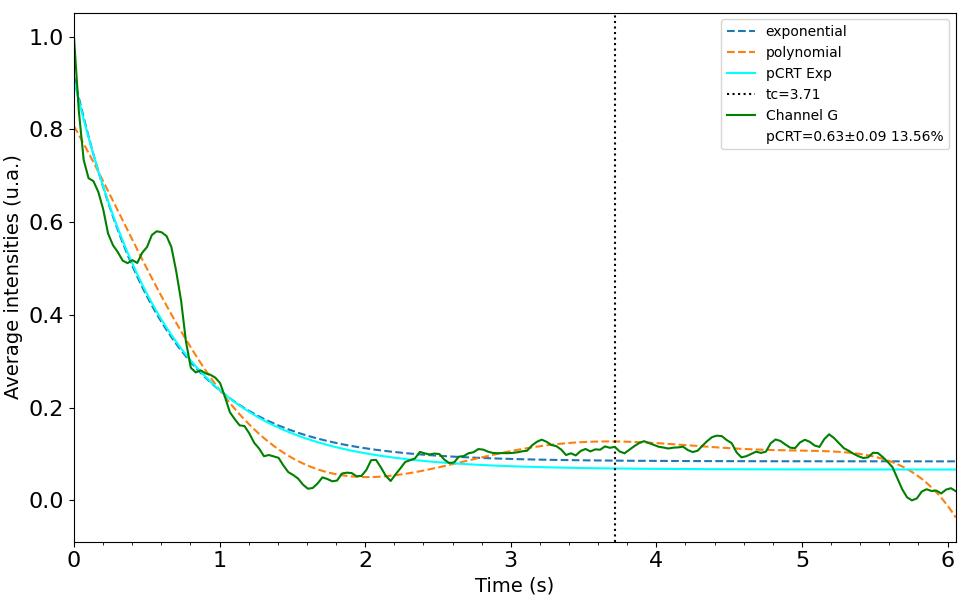 1.0
0.8
0.6
0.4
0.2
0.0
Average intensities (u.a.)
exponential
polynomial
pCRT Exp
tc=3.71
Channel G
pCRT=0.63±0.09 13.56%
0 1 2 3 4 5 6
Time (s)